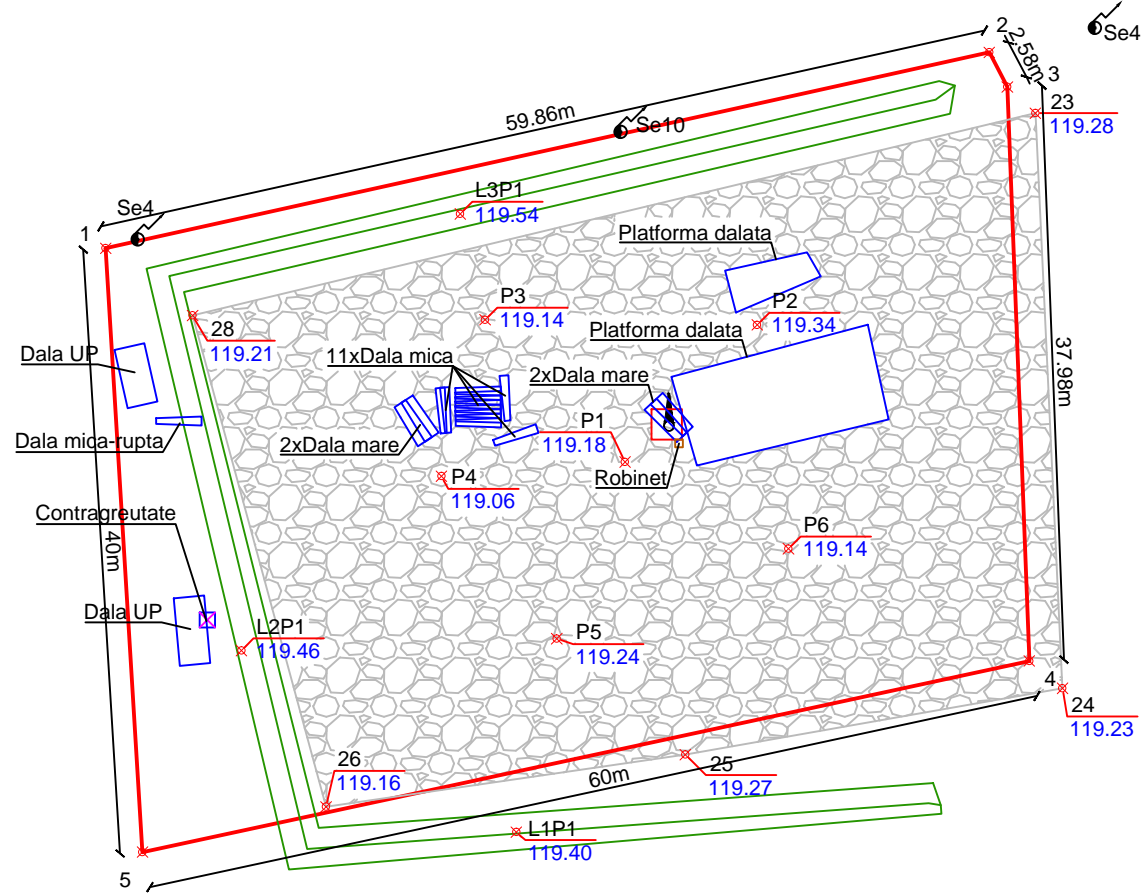 2
Se4
2.58m
3
59.86m
Se10
23
119.28
L3P1
119.54
Se4
1
Platforma dalata
P3
119.14
P2
119.34
28
119.21
Platforma dalata
Dala UP
11xDala mica
2xDala mare
37.98m
P1
119.18
Dala mica-rupta
2xDala mare
Robinet
P4
119.06
Contragreutate
40m
P6
119.14
Dala UP
L2P1
119.46
P5
119.24
4
24
119.23
26
119.16
25
119.27
60m
L1P1
119.40
5